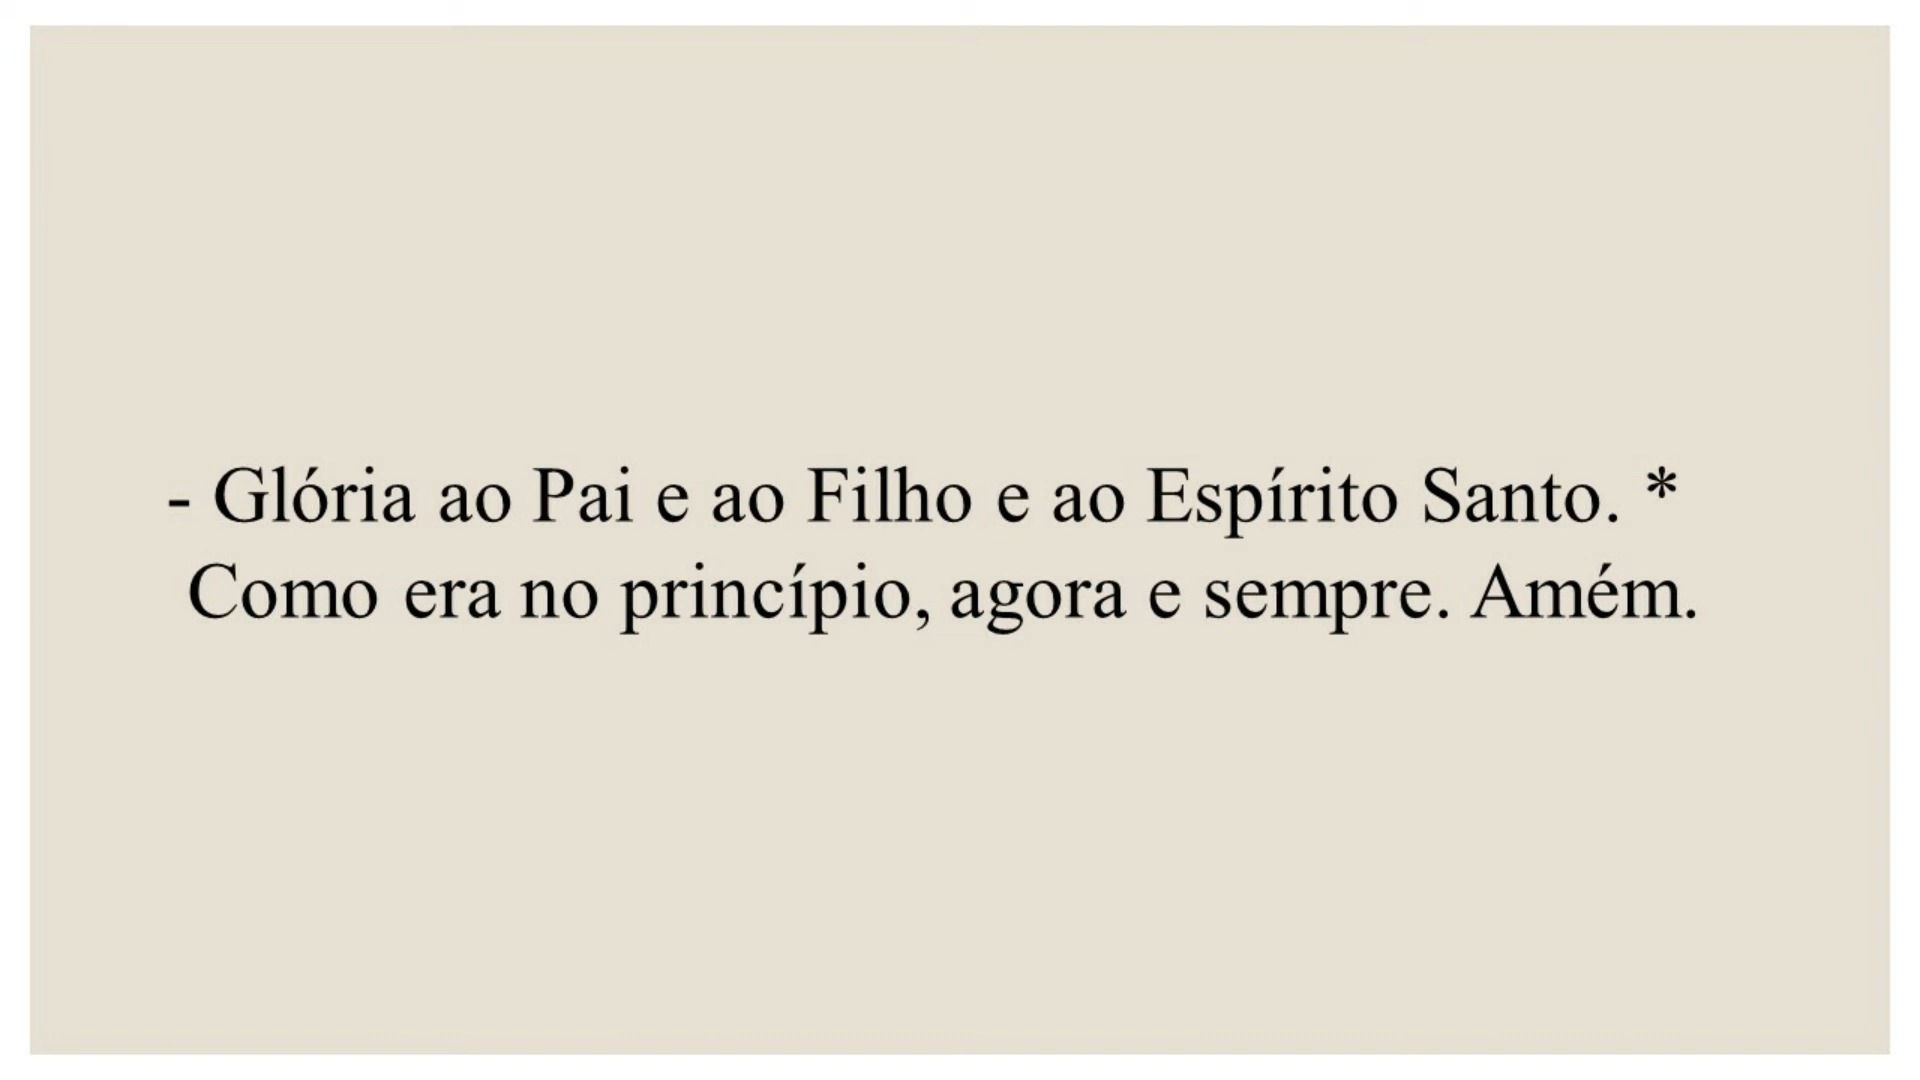 - Glória ao Pai e ao Filho e ao Espírito Santo. *
Como era no princípio, agora e sempre. Amém.